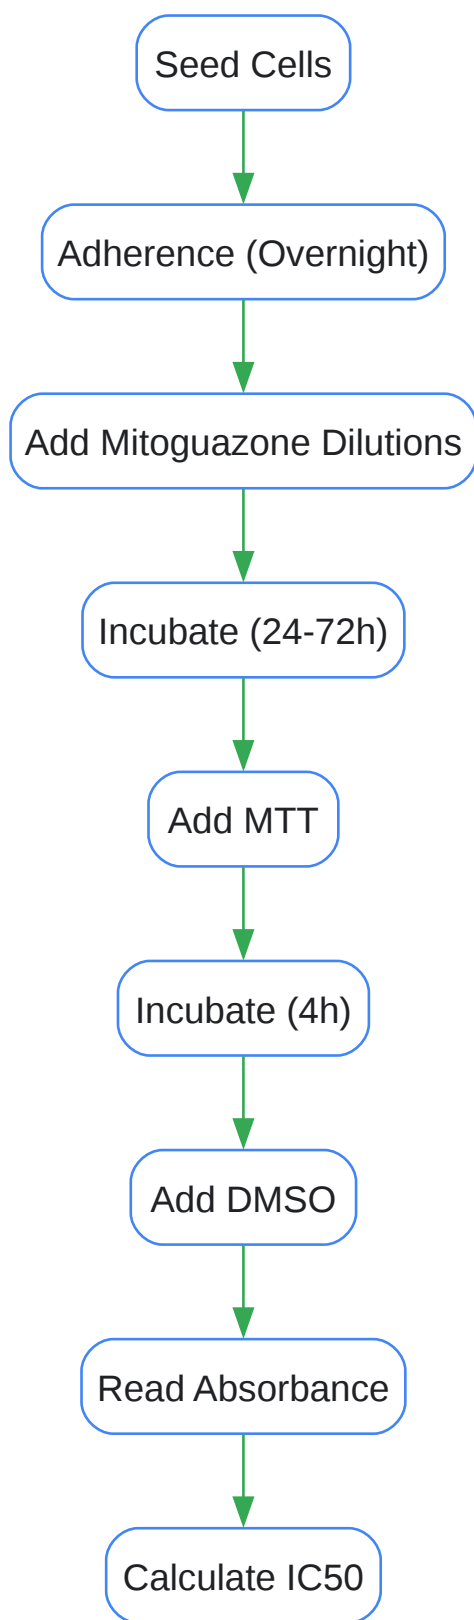 Seed Cells
Adherence (Overnight)
Add Mitoguazone Dilutions
Incubate (24-72h)
Add MTT
Incubate (4h)
Add DMSO
Read Absorbance
Calculate IC50